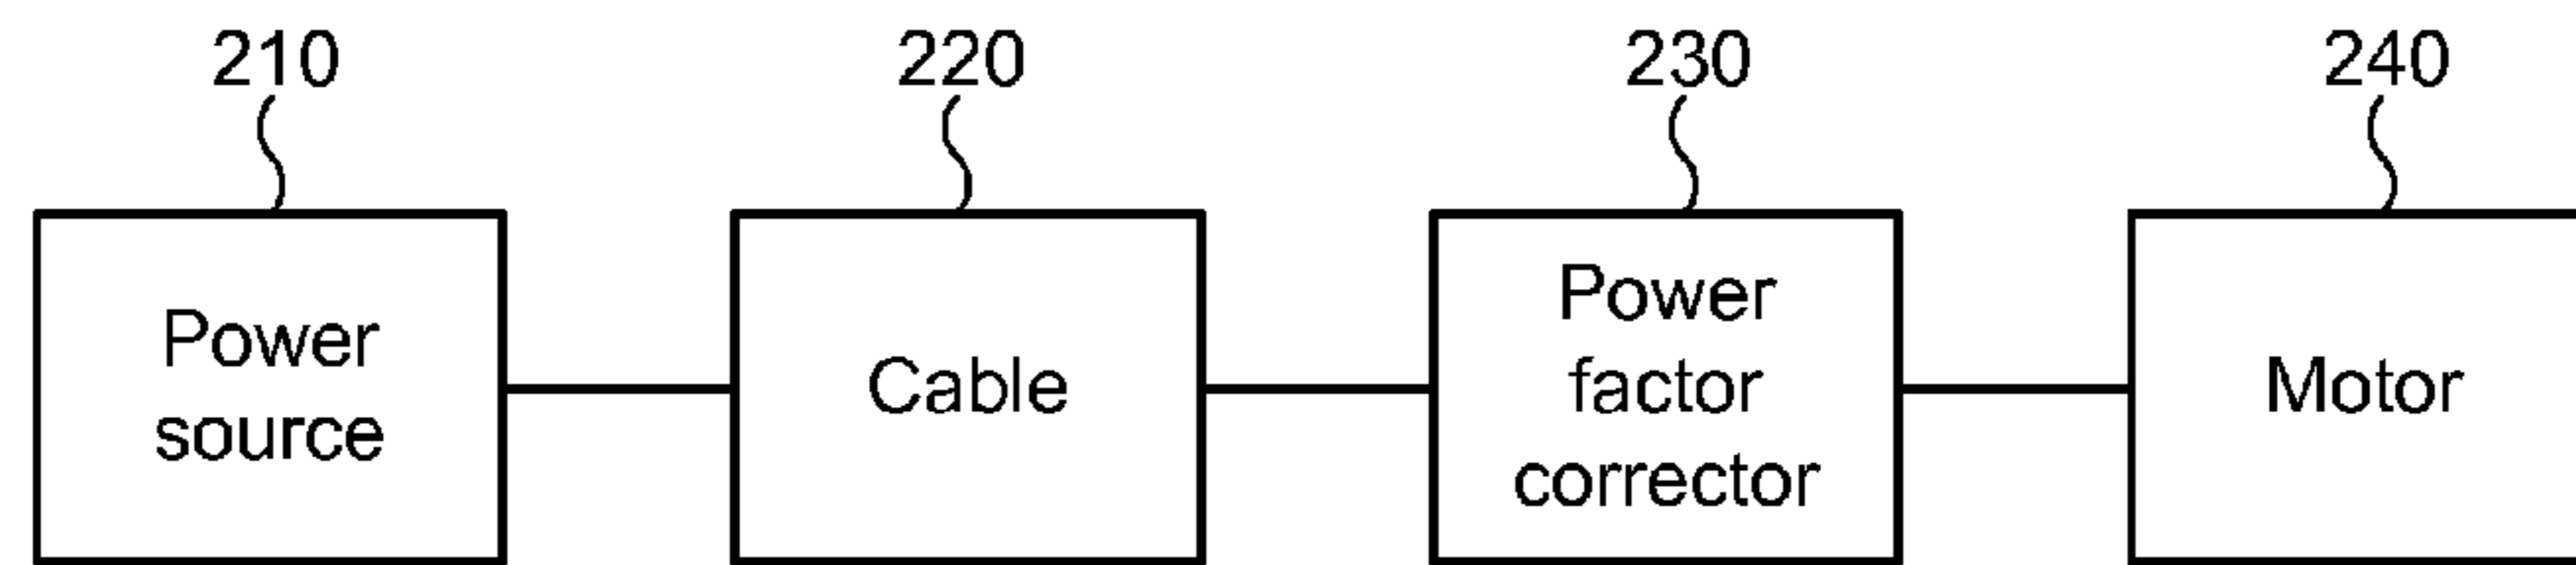 210
220
230
240
Power
source
Cable
Power
factor
corrector
Motor